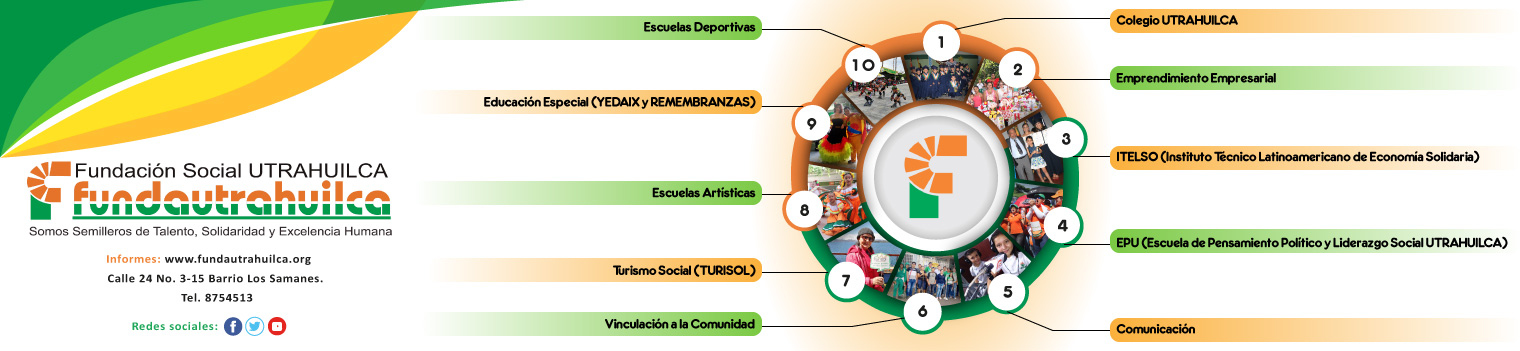 Fundación Social UTRAHUILCA
fundautrahuilca
Somos Semilleros de Talento, Solidaridad y Excelencia Humana
Informes: www.fundautrahuilca.org
Calle 24 No. 3-15 Barrio Los Samanes.
Tel. 8754513
Redes sociales:
Escuelas Deportivas
Educación Especial (YEDAIX y REMEMBRANZAS)
Escuelas Artísticas
Turismo Social (TURISOL)
Vinculación a la Comunidad
1
2
3
4
5
6
7
8
9
10
Colegio UTRAHUILCA
Emprendimiento Empresarial
ITELSO (Instituto Técnico Latinoamericano de Economía Solidaria)
EPU (Escuela de Pensamiento Político y Liderazgo Social UTRAHUILCA)
Comunicación